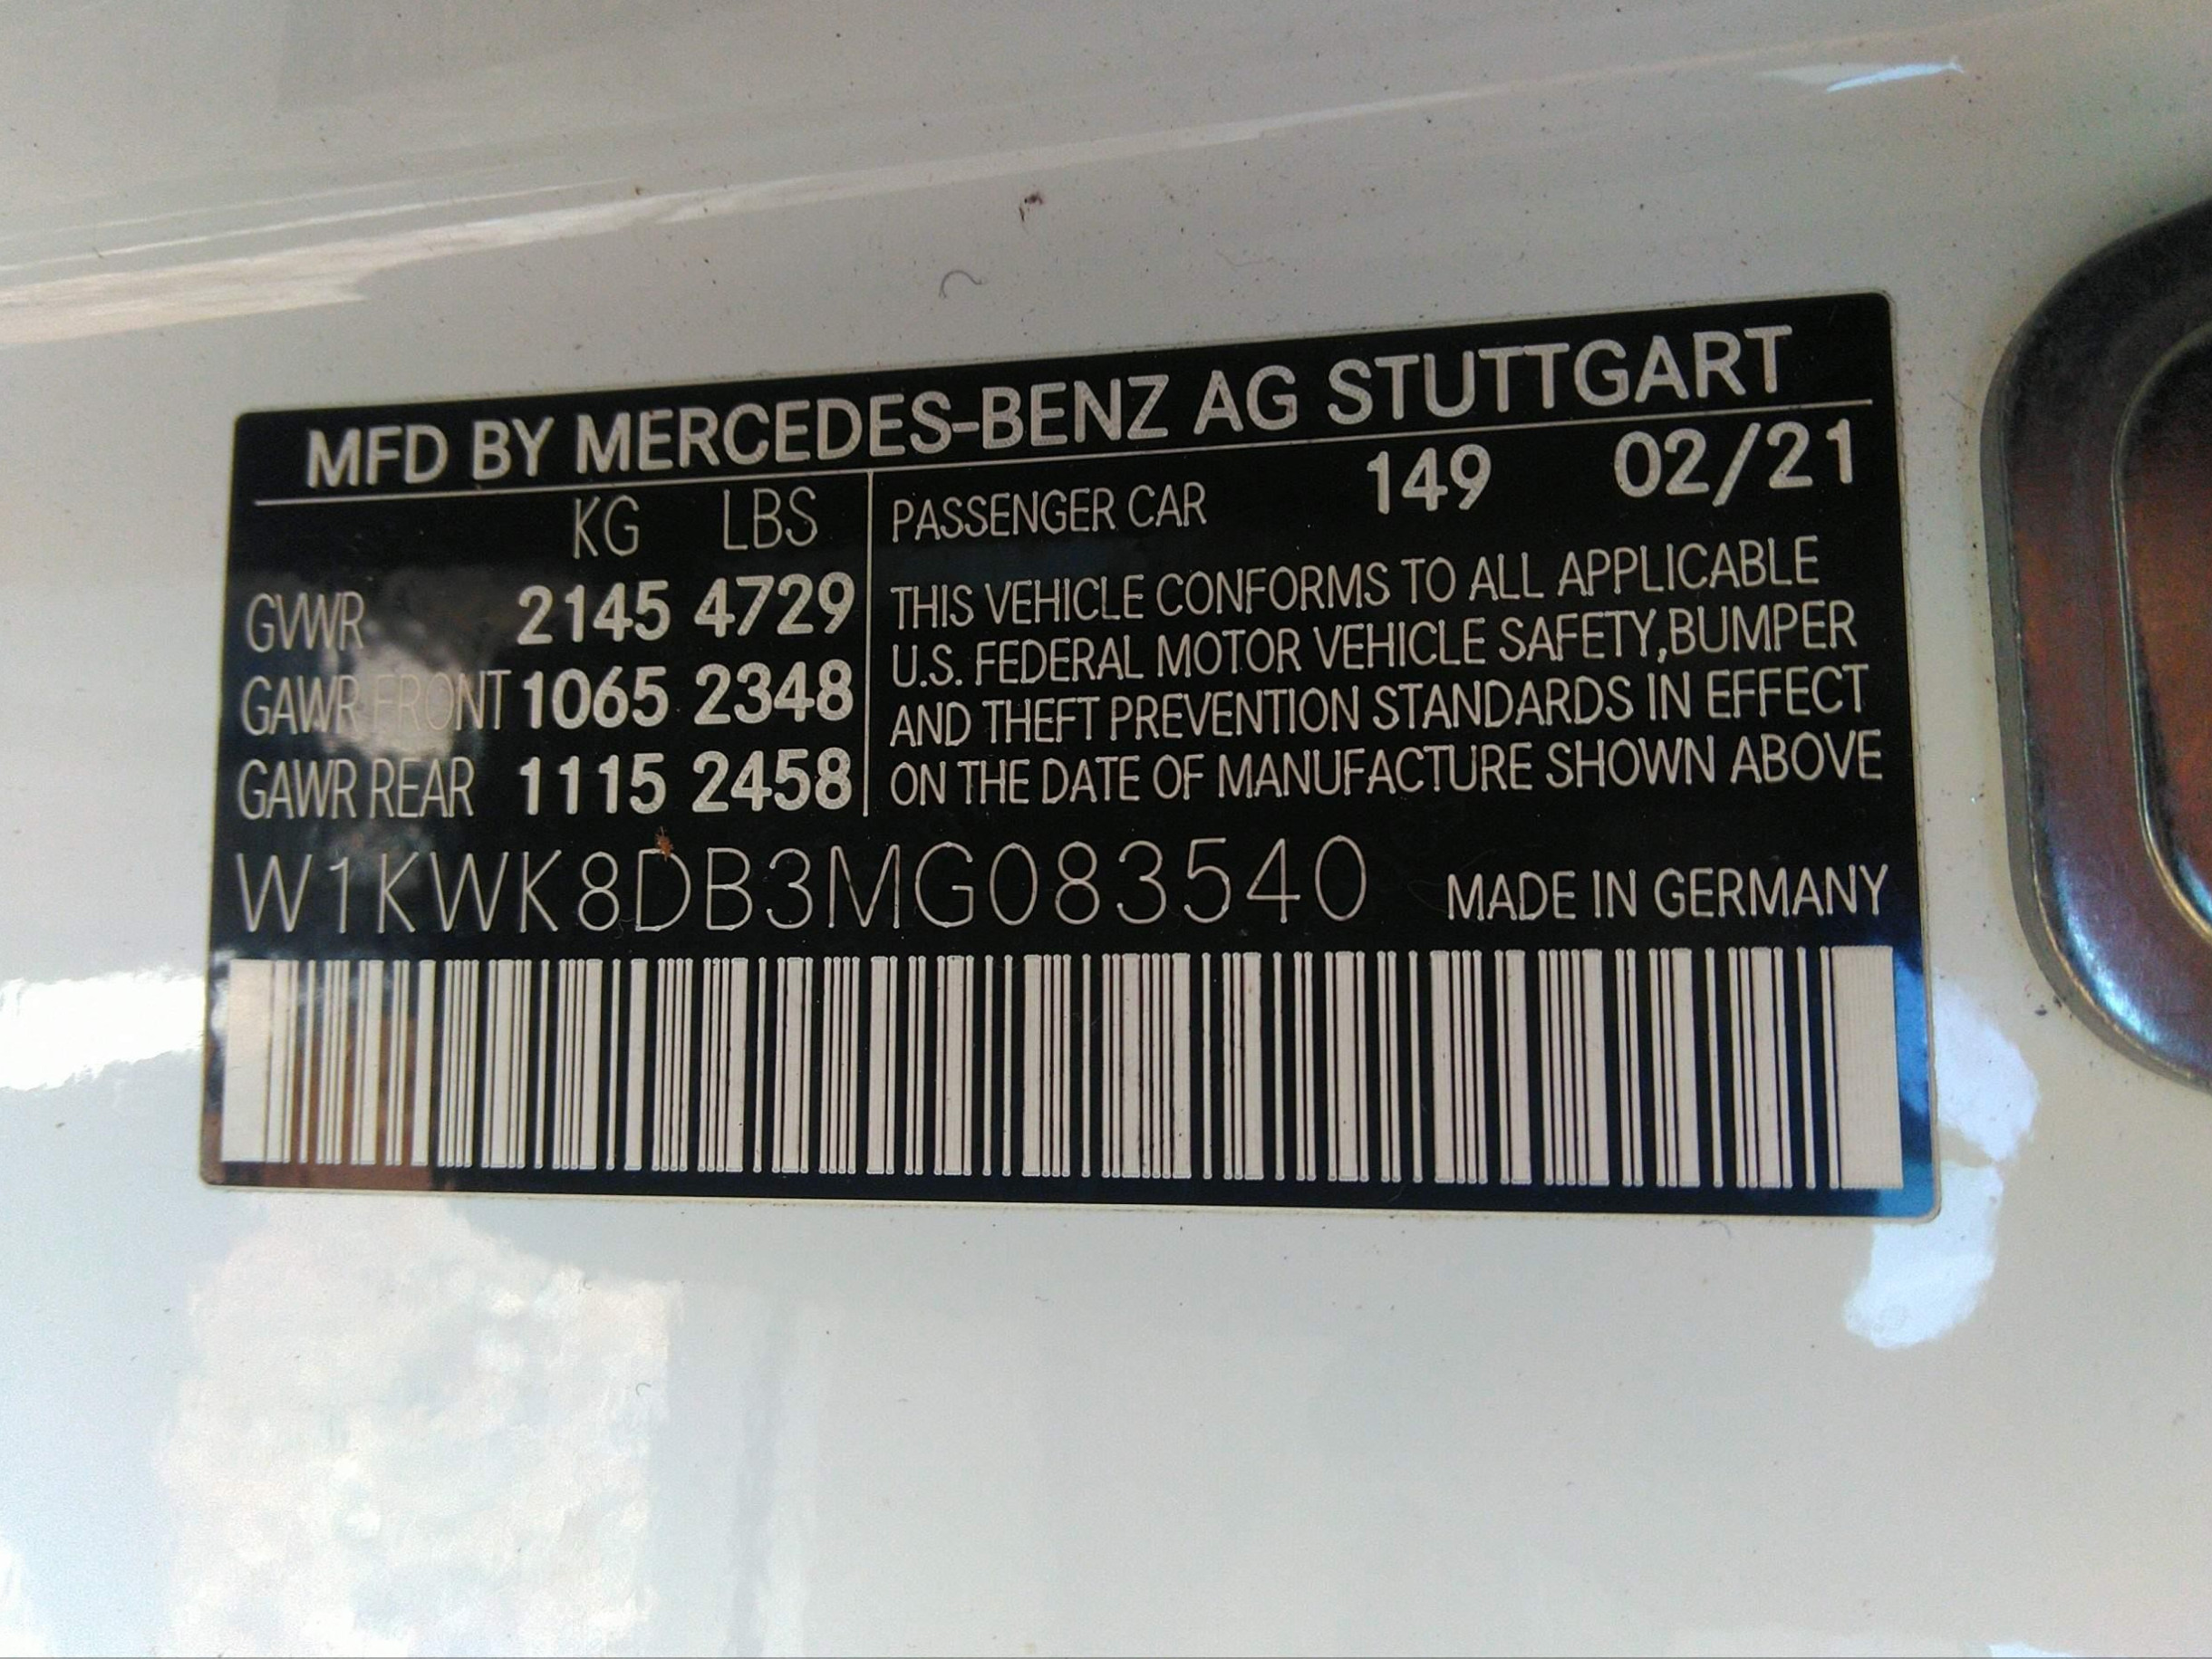 MFD BY MERCEDES-BENZ AG STUTTGART
KG LBS
GVWR 2145 4729
GAWR FRONT 1065 2348
GAWR REAR 1115 2458
PASSENGER CAR 149 02/21
THIS VEHICLE CONFORMS TO ALL APPLICABLE
U.S. FEDERAL MOTOR VEHICLE SAFETY,BUMPER
AND THEFT PREVENTION STANDARDS IN EFFECT
ON THE DATE OF MANUFACTURE SHOWN ABOVE
W1KWK8DB3MG083540 MADE IN GERMANY